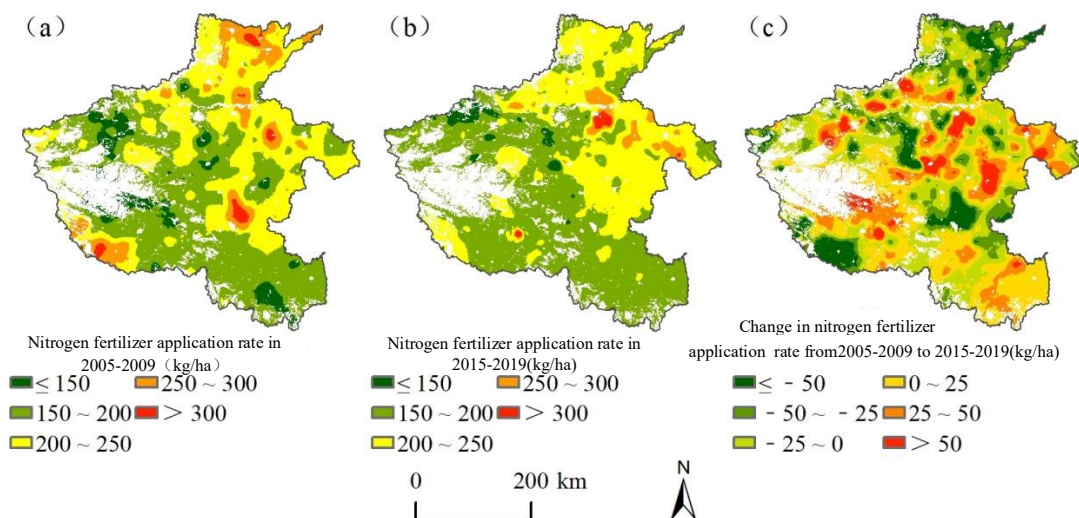 (a)
(b)
(c)
Nitrogen fertilizer application rate in
2005-2009（kg/ha）
≤ 150
250 ~ 300
150 ~ 200
＞ 300
200 ~ 250
Nitrogen fertilizer application rate in
2015-2019(kg/ha)
≤ 150
250 ~ 300
150 ~ 200
＞ 300
200 ~ 250
Change in nitrogen fertilizer
application rate from2005-2009 to 2015-2019(kg/ha)
≤ - 50
0 ~ 25
- 50 ~ - 25
25 ~ 50
- 25 ~ 0
＞ 50
0 200 km
N